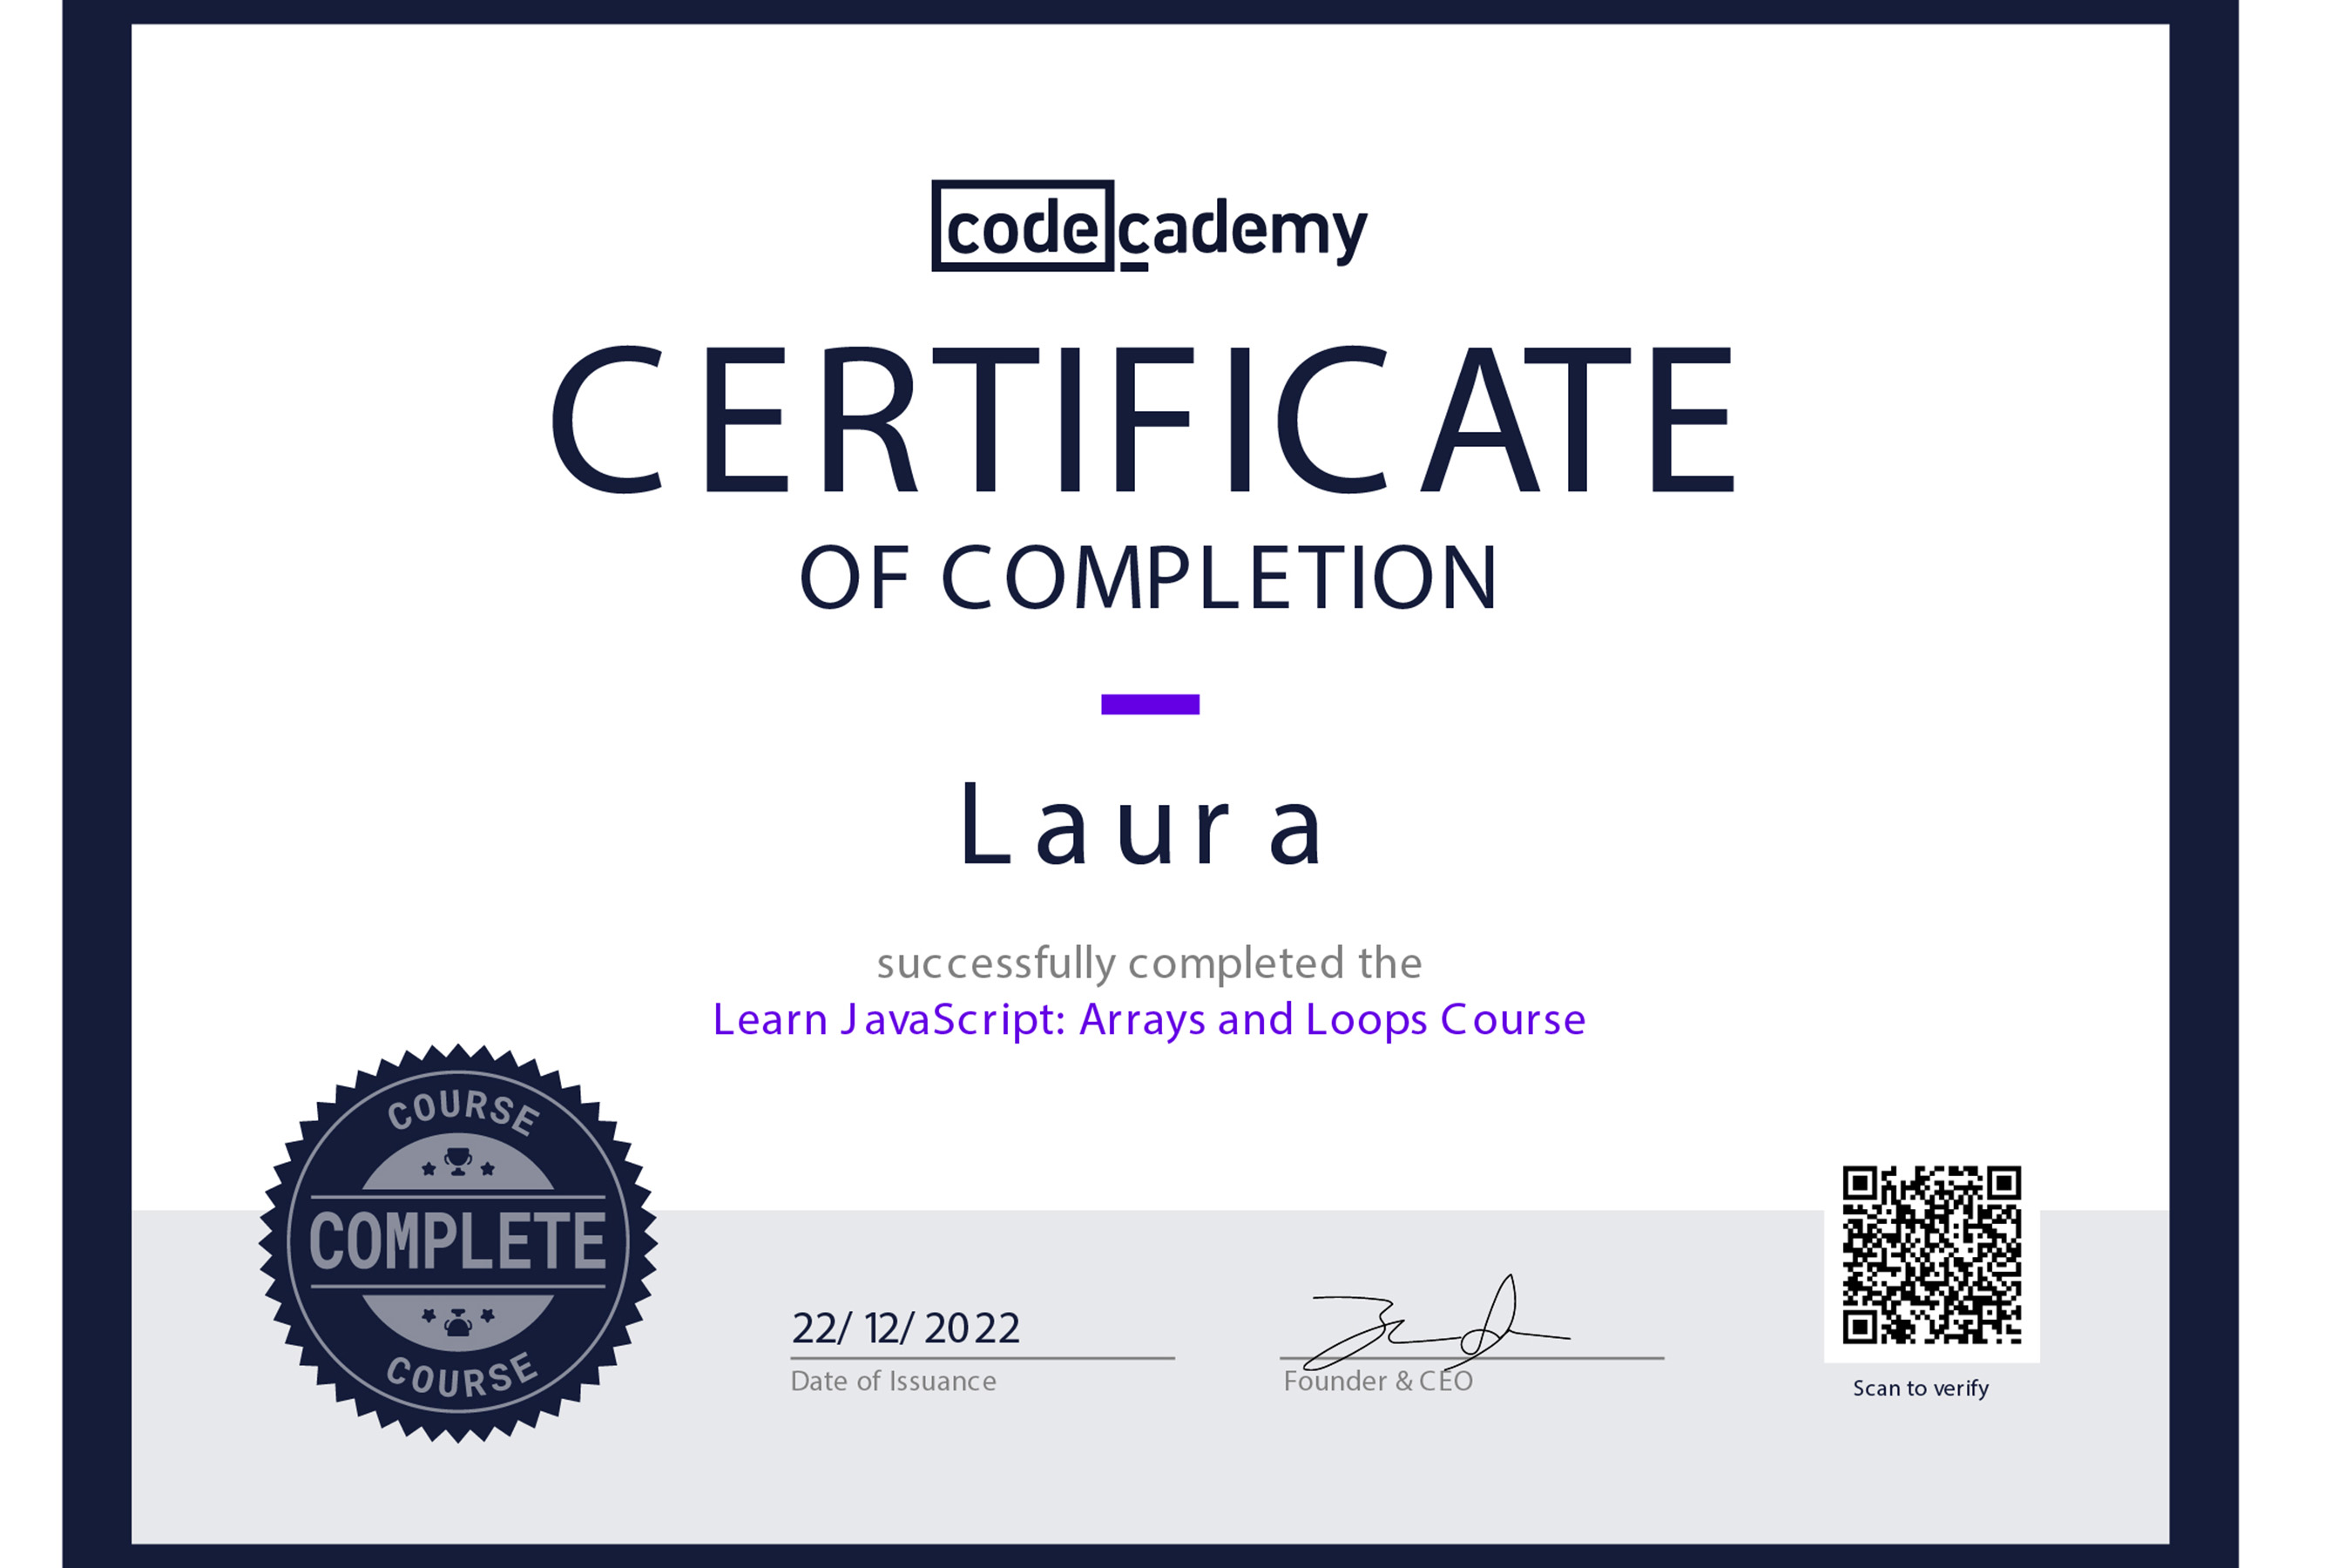 codecademy
CERTIFICATE
OF COMPLETION
Laura
successfully completed the
Learn JavaScript: Arrays and Loops Course
COURSE
COMPLETE
COURSE
22/12/2022
Date of Issuance
Founder & CEO
Scan to verify